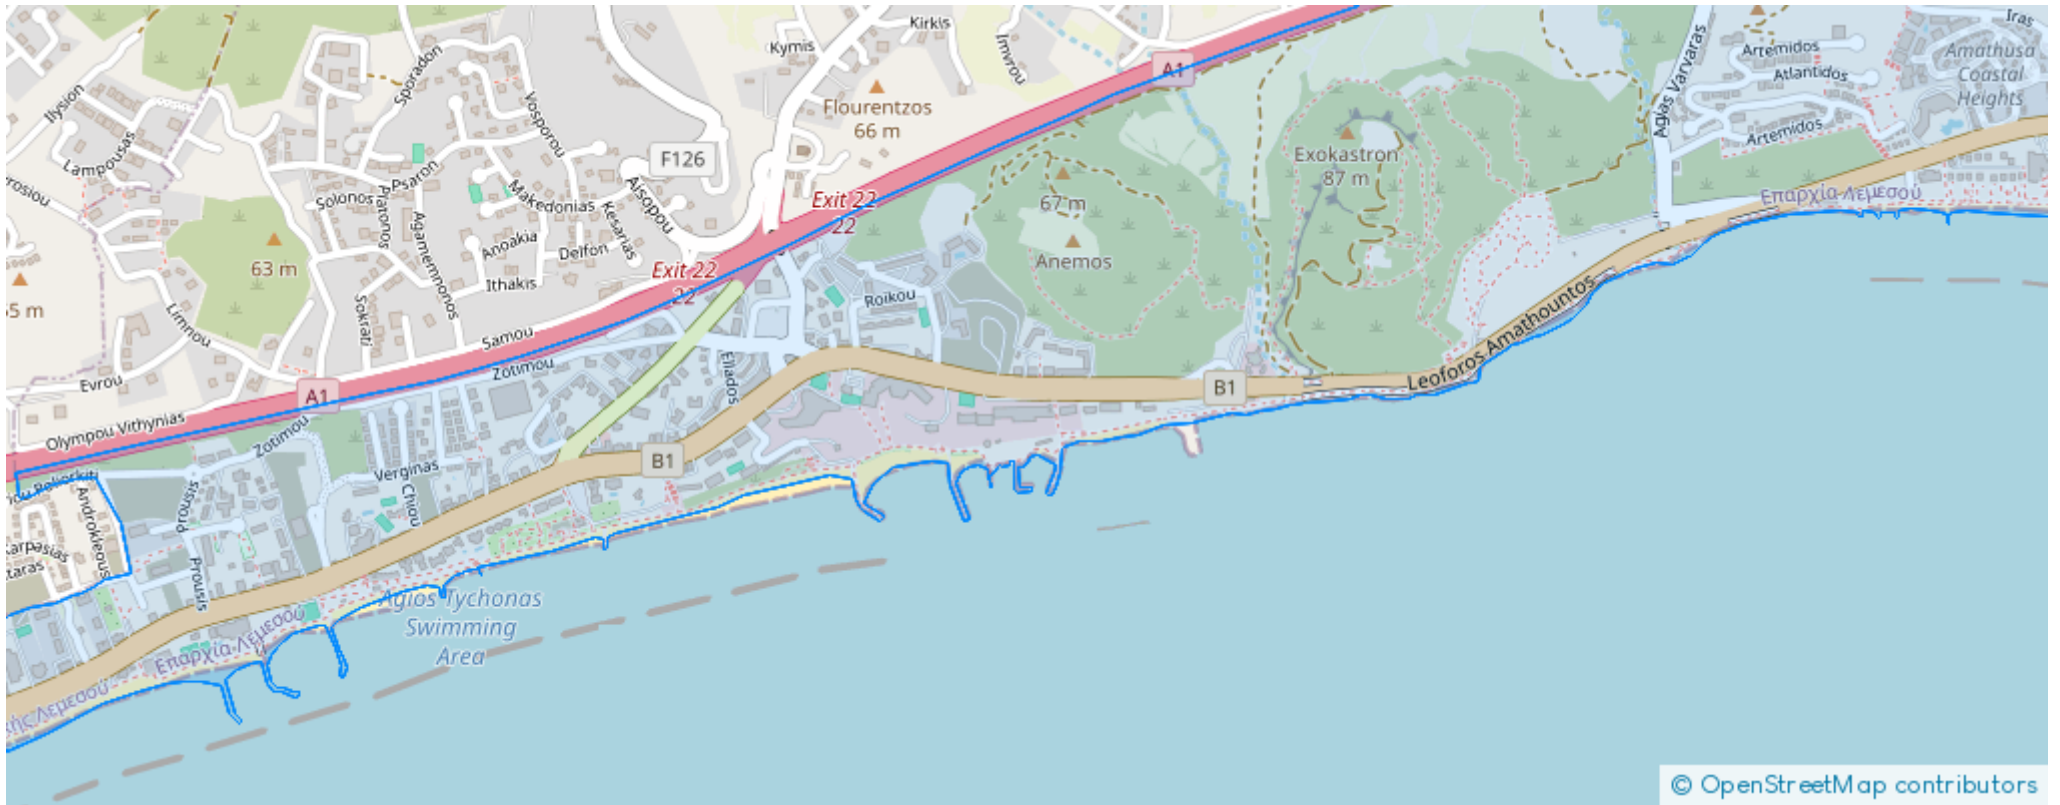 Kirkis
Kymis
Imvrou
A1
Iras
Artemidos
Amathusa
Coastal
Heights
Atlantidos
Artemidos
Agias Varvaras
Sporadon
Ilysion
Vosporou
Flourentzos
66 m
F126
Lampousas
Exokastron
87 m
Psaron
Solonos
Platonos
Makedonias
Aisopou
Kesarias
Exit 22
22
67 m
Επαρχία Λεμεσού
Agamemnonos
Anoakia
Delfon
Ithakis
63 m
Exit 22
22
Anemos
Roikou
Limnou
Sokrati
Samou
Zotimou
Eliados
Leoforos Amathountos
B1
Evrou
A1
Olympou Vithynias
Zotimou
Verginas
Chiou
B1
Androkleous
Prousis
Karpasias
Prousis
Agios Tychonas
Swimming
Area
Επαρχία Λεμεσού
© OpenStreetMap contributors